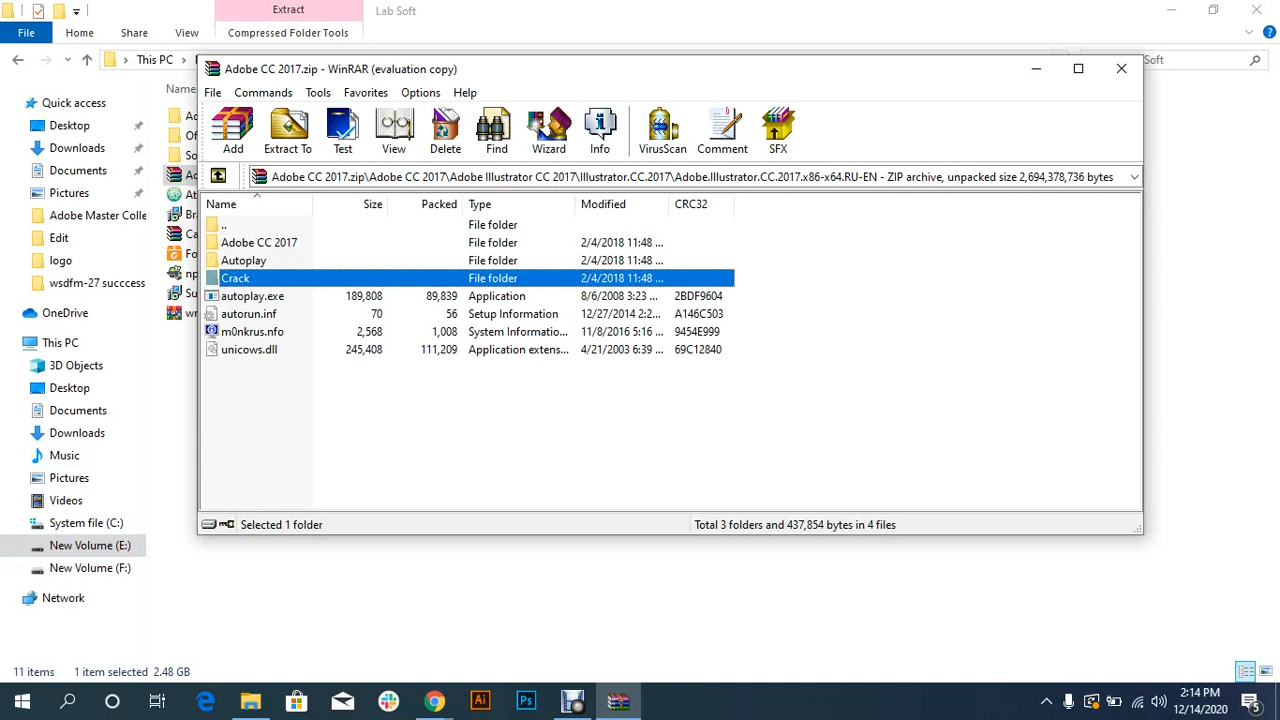 Extract
Lab Soft
File Home Share View Compressed Folder Tools
This PC
Soft
Adobe CC 2017.zip - WinRAR (evaluation copy)
File Commands Tools Favorites Options Help
Add Extract To Test View Delete Find Wizard Info VirusScan Comment SFX
Adobe CC 2017.zip\Adobe CC 2017\Adobe Illustrator CC 2017\Illustrator.CC.2017\Adobe.Illustrator.CC.2017.x86-x64.RU-EN - ZIP archive, unpacked size 2,694,378,736 bytes
Name Size Packed Type Modified CRC32
.. File folder
Adobe CC 2017 File folder 2/4/2018 11:48 ...
Autoplay File folder 2/4/2018 11:48 ...
Crack File folder 2/4/2018 11:48 ...
autoplay.exe 189,808 89,839 Application 8/6/2008 3:23 ... 2BDF9604
autorun.inf 70 56 Setup Information 12/27/2014 2:2... A146C503
m0nkrus.nfo 2,568 1,008 System Informatio... 11/8/2016 5:16 ... 9454E999
unicows.dll 245,408 111,209 Application extens... 4/21/2003 6:39 ... 69C12840
Selected 1 folder
Total 3 folders and 437,854 bytes in 4 files
Name
Quick access
Desktop
Downloads
Documents
Pictures
Adobe Master Colle
Edit
logo
wsdfm-27 succcess
OneDrive
This PC
3D Objects
Desktop
Documents
Downloads
Music
Pictures
Videos
System file (C:)
New Volume (E:)
New Volume (F:)
Network
11 items 1 item selected 2.48 GB
Ai
Ps
2:14 PM
12/14/2020
5